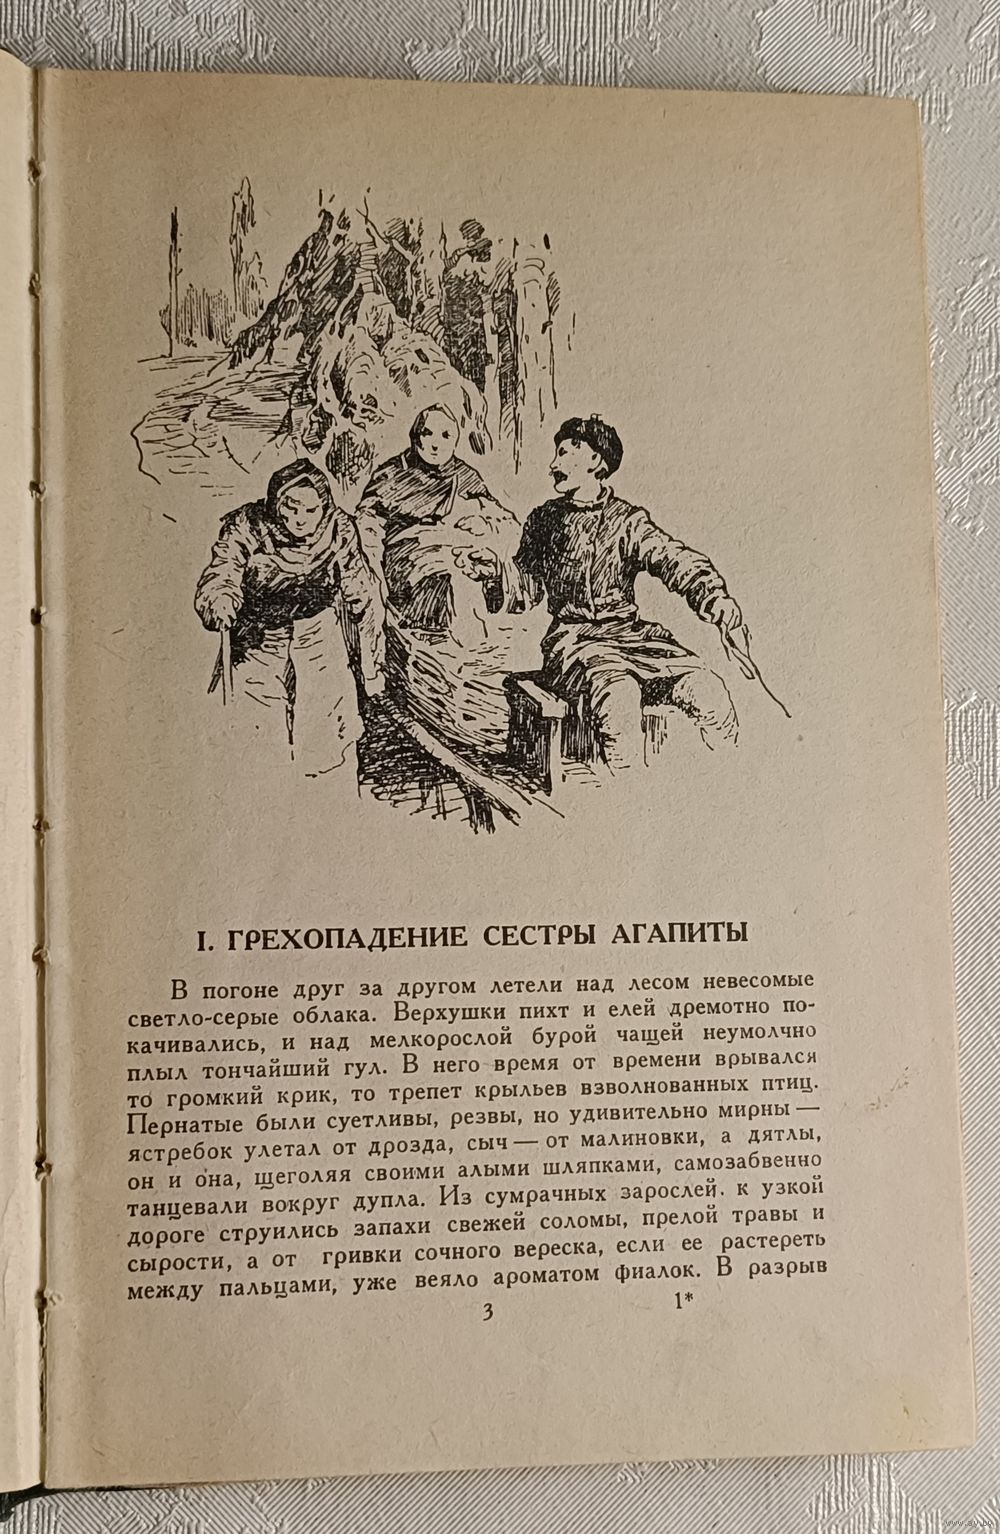 I. ГРЕХОПАДЕНИЕ СЕСТРЫ АГАПИТЫ
В погоне друг за другом летели над лесом невесомые
светло-серые облака. Верхушки пихт и елей дремотно по-
качивались, и над мелкорослой бурой чащей неумолчно
плыл тончайший гул. В него время от времени врывался
то громкий крик, то трепет крыльев взволнованных птиц.
Пернатые были суетливы, резвы, но удивительно мирны —
ястребок улетал от дрозда, сыч — от малиновки, а дятлы,
он и она, щеголяя своими алыми шляпками, самозабвенно
танцевали вокруг дупла. Из сумрачных зарослей. к узкой
дороге струились запахи свежей соломы, прелой травы и
сырости, а от гривки сочного вереска, если ее растереть
между пальцами, уже веяло ароматом фиалок. В разрыв
3 1*